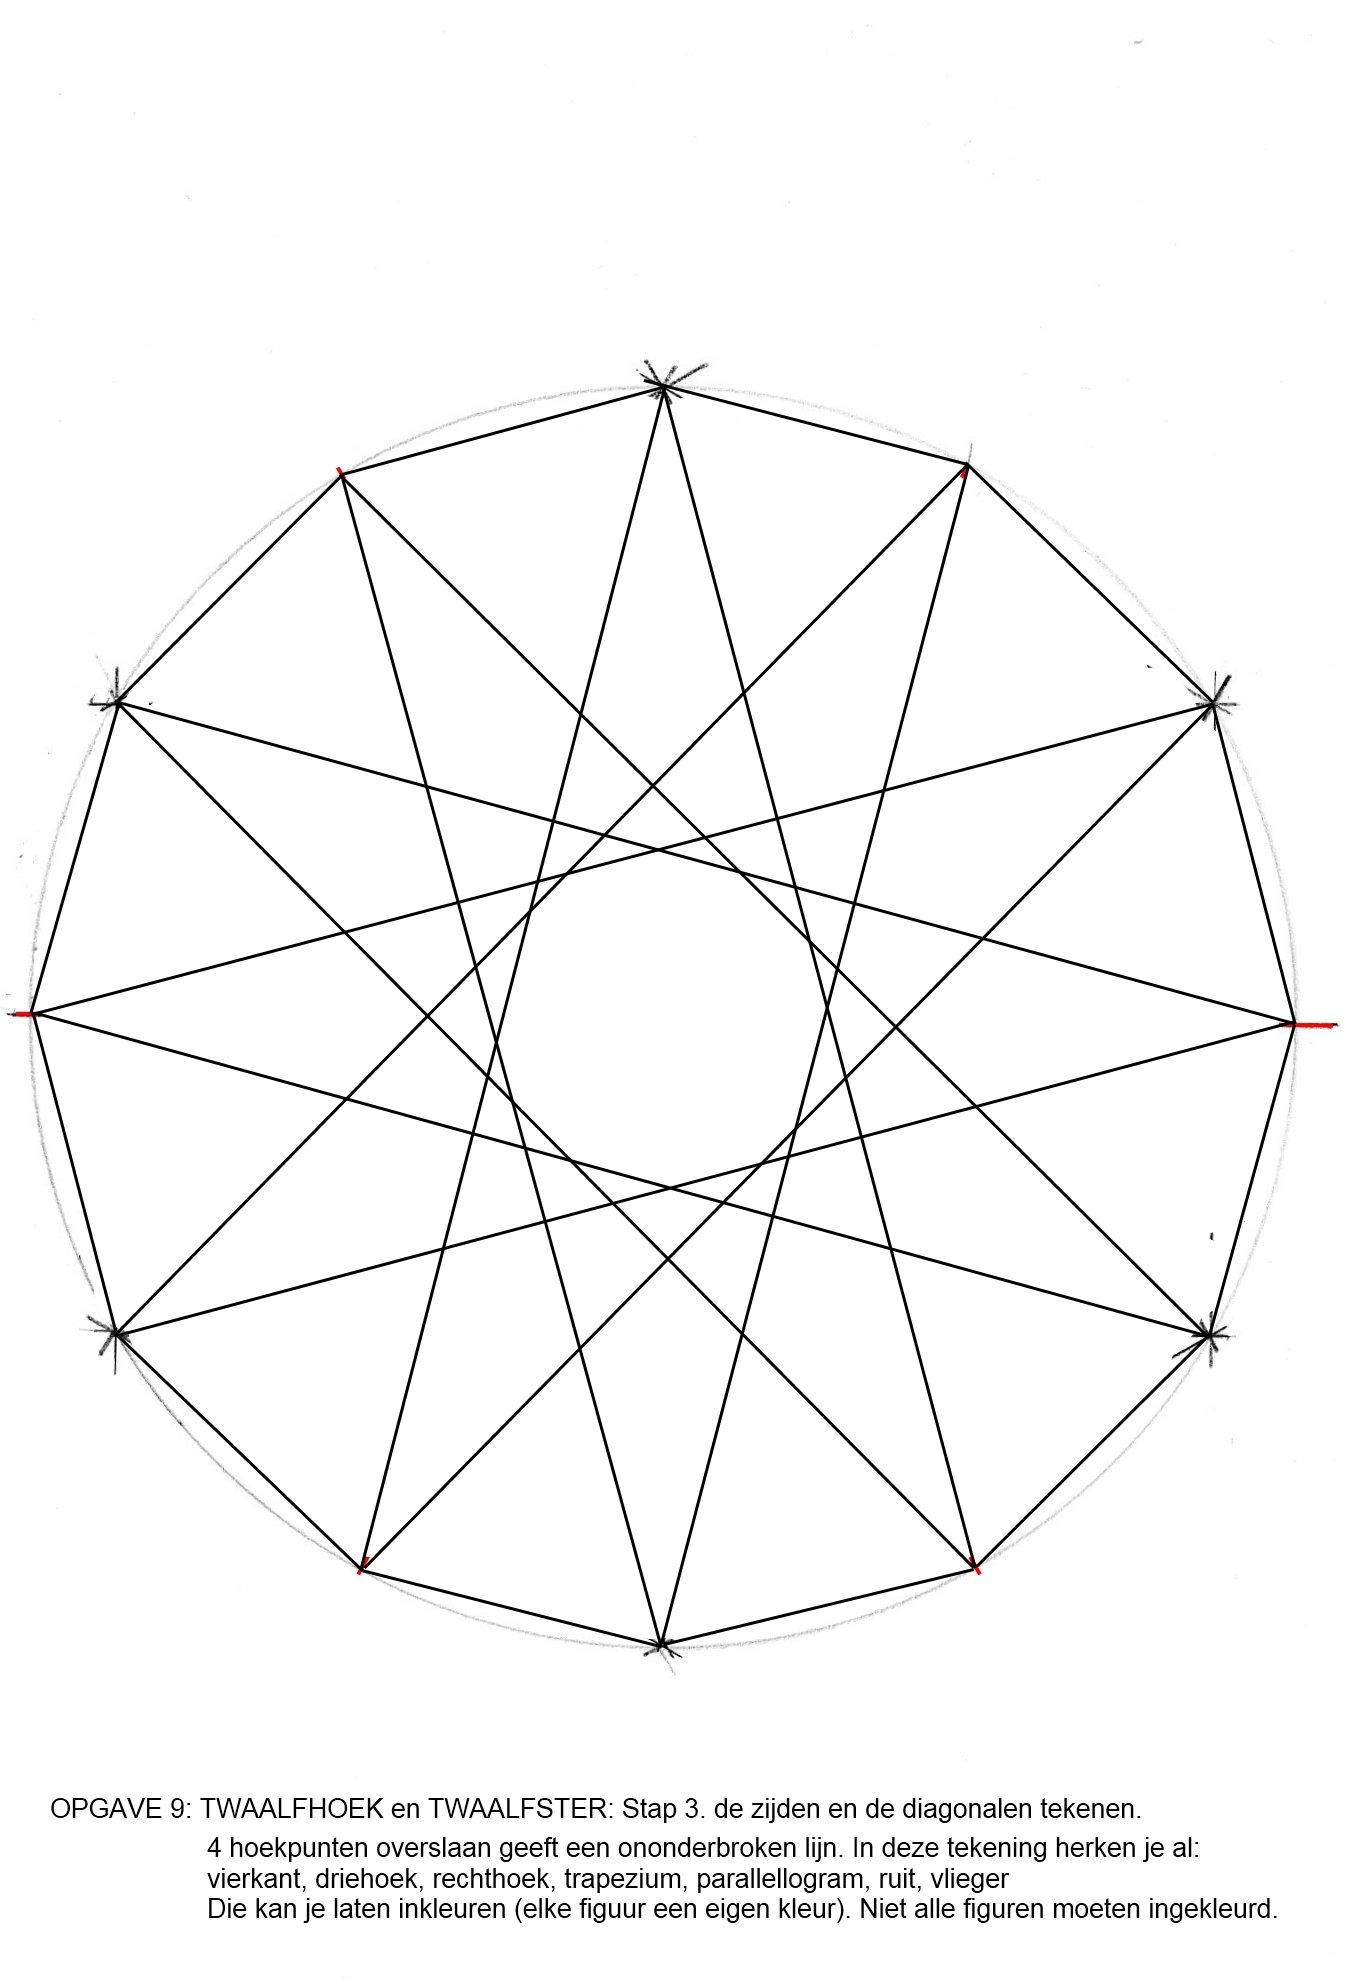 OPGAVE 9: TWAALFHOEK en TWAALFSTER: Stap 3. de zijden en de diagonalen tekenen.
4 hoekpunten overslaan geeft een ononderbroken lijn. In deze tekening herken je al:
vierkant, driehoek, rechthoek, trapezium, parallellogram, ruit, vlieger
Die kan je laten inkleuren (elke figuur een eigen kleur). Niet alle figuren moeten ingekleurd.